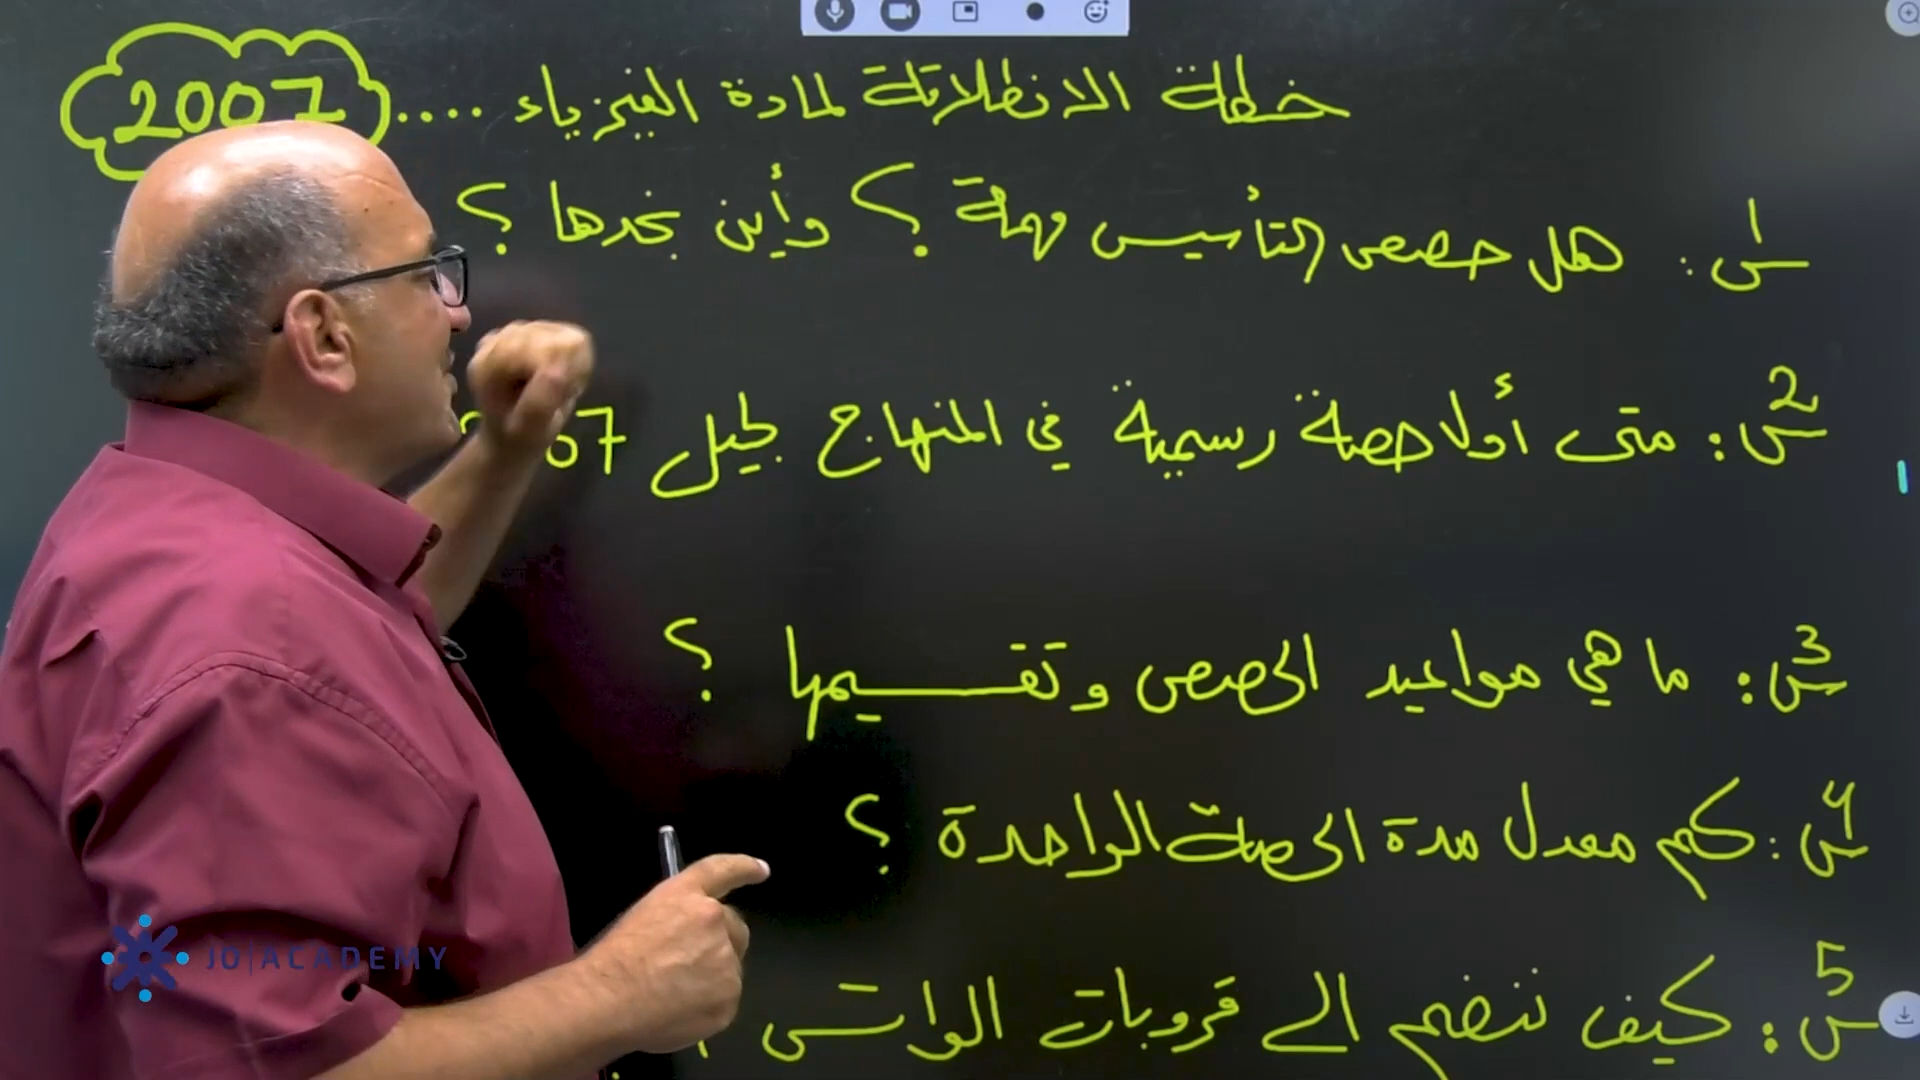 خطة الانطلاقة لمادة الفيزياء .... 2007
س1: هل حصص التأسيس مهمة ؟ وأين نجدها ؟
س2: متى أول حصة رسمية في المنهاج لجيل 07
س3: ما هي مواعيد الحصص وتقسيمها ؟
س4: كم معدل مدة الحصة الواحدة ؟
س5: كيف ننضم الى قروبات الواتس ؟
JO|ACADEMY